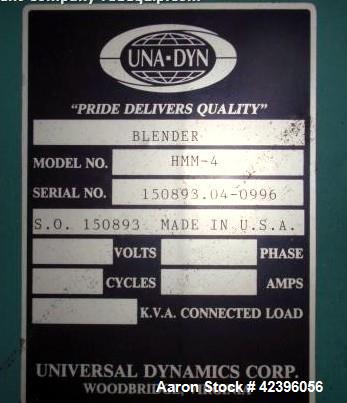 UNA-DYN
"PRIDE DELIVERS QUALITY"
BLENDER
MODEL NO. HMM-4
SERIAL NO. 150893.04-0996
S.O. 150893 MADE IN U.S.A.
VOLTS PHASE
CYCLES AMPS
K.V.A. CONNECTED LOAD
UNIVERSAL DYNAMICS CORP.
Aaron Stock # 42396056